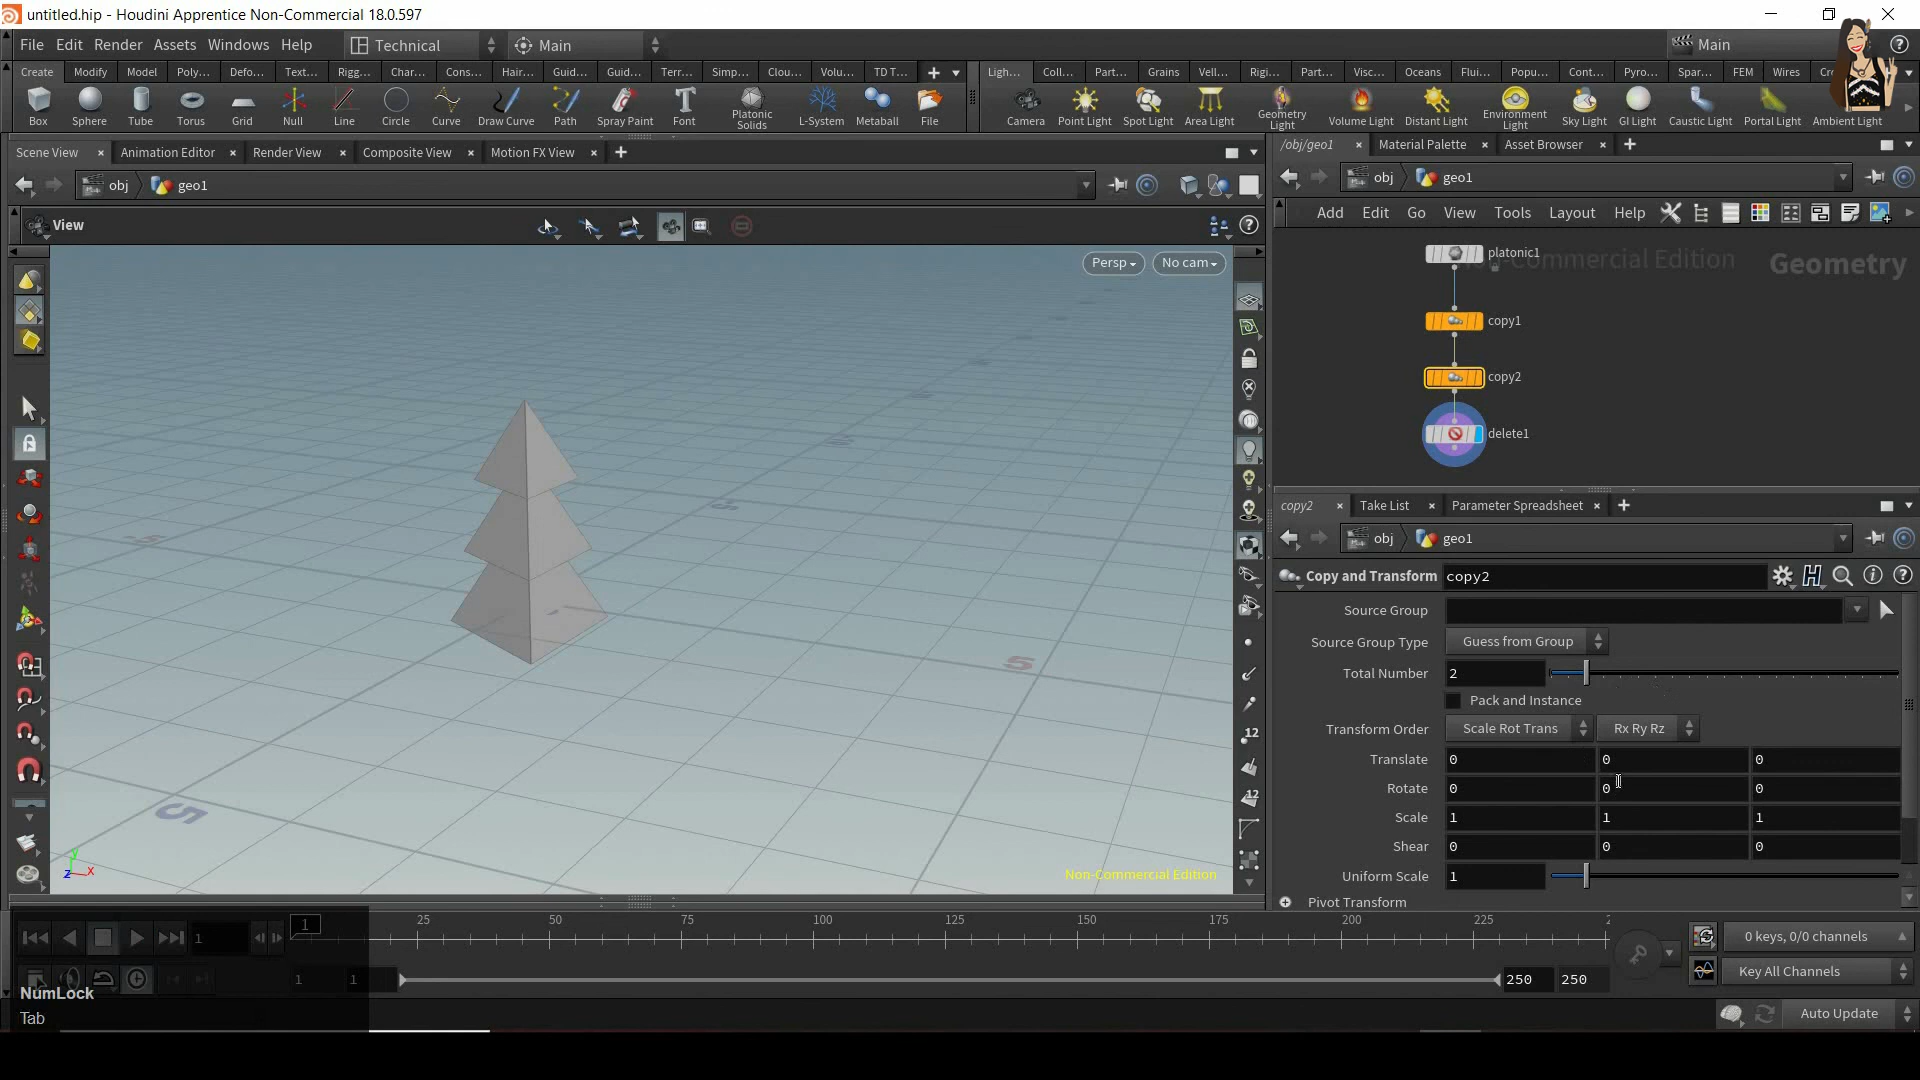 untitled.hip - Houdini Apprentice Non-Commercial 18.0.597
File Edit Render Assets Windows Help Technical Main Main
Create Modify Model Poly... Defo... Text... Rigg... Char... Cons... Hair... Guid... Guid... Terr... Simp... Clou... Volu... TD T... Ligh... Coll... Part... Grains Vell... Rigi... Part... Visc... Oceans Flui... Popu... Cont... Pyro... Spar... FEM Wires
Box Sphere Tube Torus Grid Null Line Circle Curve Draw Curve Path Spray Paint Font Platonic Solids L-System Metaball File Camera Point Light Spot Light Area Light Geometry Light Volume Light Distant Light Environment Light Sky Light GI Light Caustic Light Portal Light Ambient Light
Scene View Animation Editor Render View Composite View Motion FX View
obj geo1
View
Persp No cam
5
5
12
12
Non-Commercial Edition
/obj/geo1 Material Palette Asset Browser
obj geo1
Add Edit Go View Tools Layout Help
Non-Commercial Edition Geometry
platonic1
copy1
copy2
delete1
copy2 Take List Parameter Spreadsheet
obj geo1
Copy and Transform copy2
Source Group
Source Group Type Guess from Group
Total Number 2
Pack and Instance
Transform Order Scale Rot Trans Rx Ry Rz
Translate 0 0 0
Rotate 0 0 0
Scale 1 1 1
Shear 0 0 0
Uniform Scale 1
Pivot Transform
1 1 25 50 75 100 125 150 175 200 225
0 keys, 0/0 channels
1 1 250 250
Key All Channels
NumLock
Tab
Auto Update
y
z x